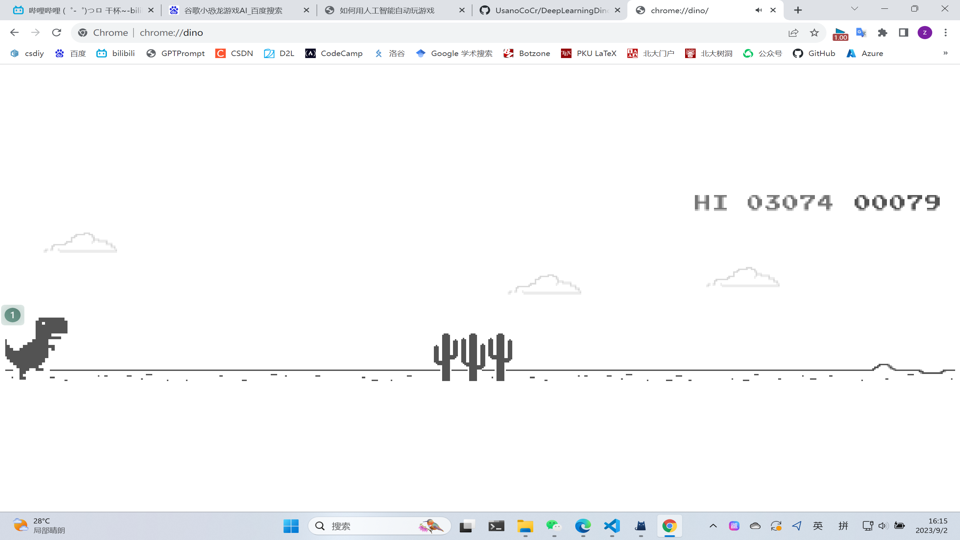 哔哩哔哩 (゜-゜)つロ 干杯~-bili
谷歌小恐龙游戏AI_百度搜索
如何用人工智能自动玩游戏
UsanoCoCr/DeepLearningDin
chrome://dino/
Chrome | chrome://dino
1.00
z
csdiy
百度
bilibili
GPTPrompt
CSDN
D2L
CodeCamp
洛谷
Google 学术搜索
Botzone
PKU LaTeX
北大门户
北大树洞
公众号
GitHub
Azure
»
HI 03074 00079
1
28°C
局部晴朗
搜索
英
拼
16:15
2023/9/2